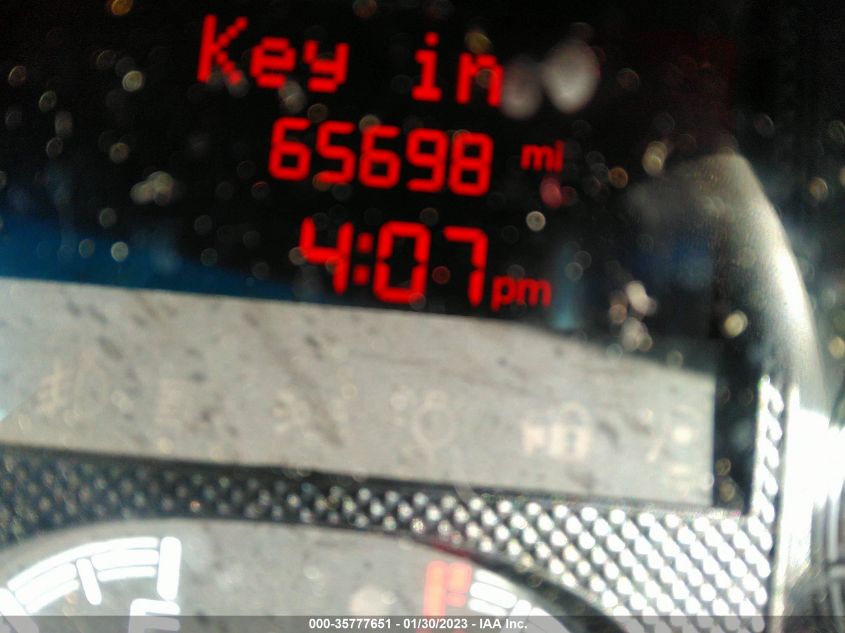 Key in
65698 mi
4:07 pm
000-35777651 - 01/30/2023 - IAA Inc.